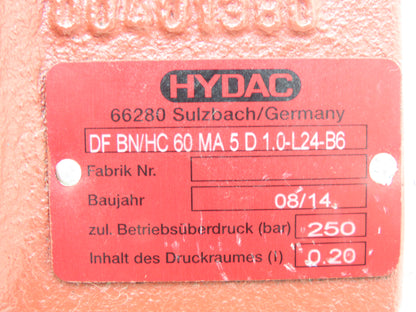 HYDAC
66280 Sulzbach/Germany
DF BN/HC 60 MA 5 D 1.0-L24-B6
Fabrik Nr.
Baujahr 08/14
zul. Betriebsüberdruck (bar) 250
Inhalt des Druckraumes (l) 0.20